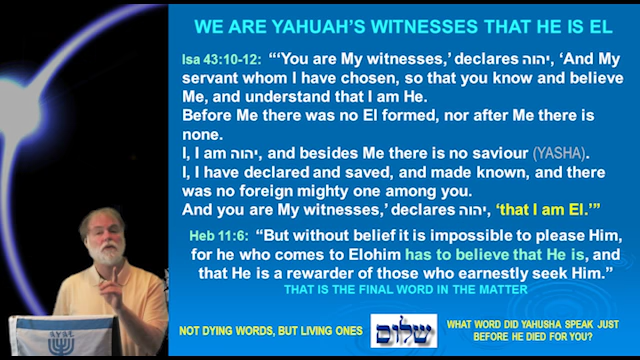 WE ARE YAHUAH'S WITNESSES THAT HE IS EL
Isa 43:10-12: “‘You are My witnesses,’ declares יהוה, ‘And My
servant whom I have chosen, so that you know and believe
Me, and understand that I am He.
Before Me there was no El formed, nor after Me there is
none.
I, I am יהוה, and besides Me there is no saviour (YASHA).
I, I have declared and saved, and made known, and there
was no foreign mighty one among you.
And you are My witnesses,’ declares יהוה, ‘that I am El.’”
Heb 11:6: “But without belief it is impossible to please Him,
for he who comes to Elohim has to believe that He is, and
that He is a rewarder of those who earnestly seek Him.”
THAT IS THE FINAL WORD IN THE MATTER
NOT DYING WORDS, BUT LIVING ONES
שלום
WHAT WORD DID YAHUSHA SPEAK JUST
BEFORE HE DIED FOR YOU?